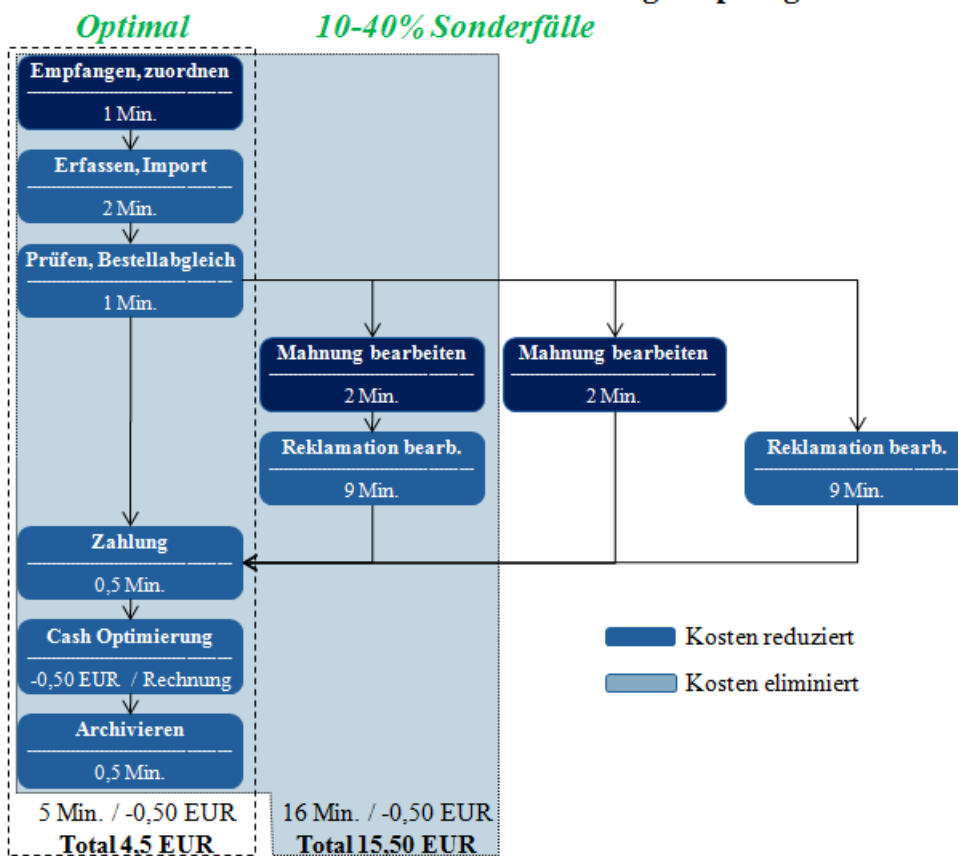 Optimal
10-40% Sonderfälle
Empfangen, zuordnen
1 Min.
Erfassen, Import
2 Min.
Prüfen, Bestellabgleich
1 Min.
Mahnung bearbeiten
2 Min.
Mahnung bearbeiten
2 Min.
Reklamation bearb.
9 Min.
Reklamation bearb.
9 Min.
Zahlung
0,5 Min.
Cash Optimierung
-0,50 EUR / Rechnung
Archivieren
0,5 Min.
Kosten reduziert
Kosten eliminiert
5 Min. / -0,50 EUR
Total 4,5 EUR
16 Min. / -0,50 EUR
Total 15,50 EUR